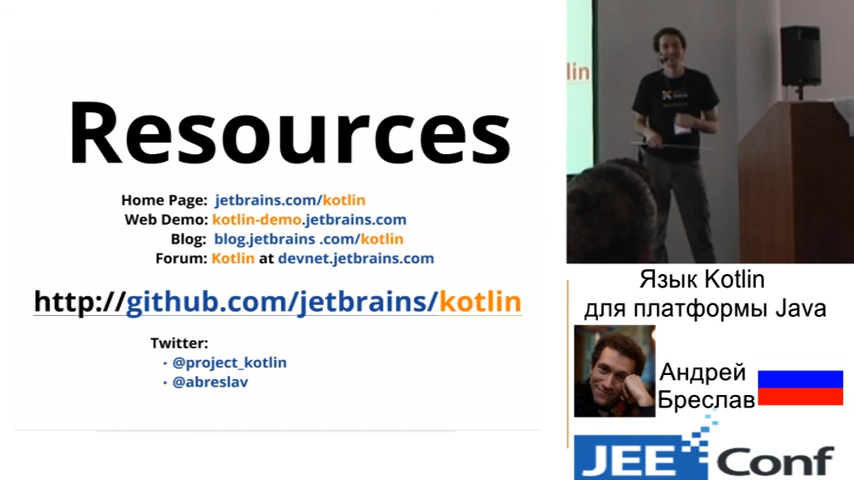 Resources
Home Page: jetbrains.com/kotlin
Web Demo: kotlin-demo.jetbrains.com
Blog: blog.jetbrains .com/kotlin
Forum: Kotlin at devnet.jetbrains.com
http://github.com/jetbrains/kotlin
Twitter:
· @project_kotlin
· @abreslav
lin
Язык Kotlin
для платформы Java
Андрей
Бреслав
JEE Conf